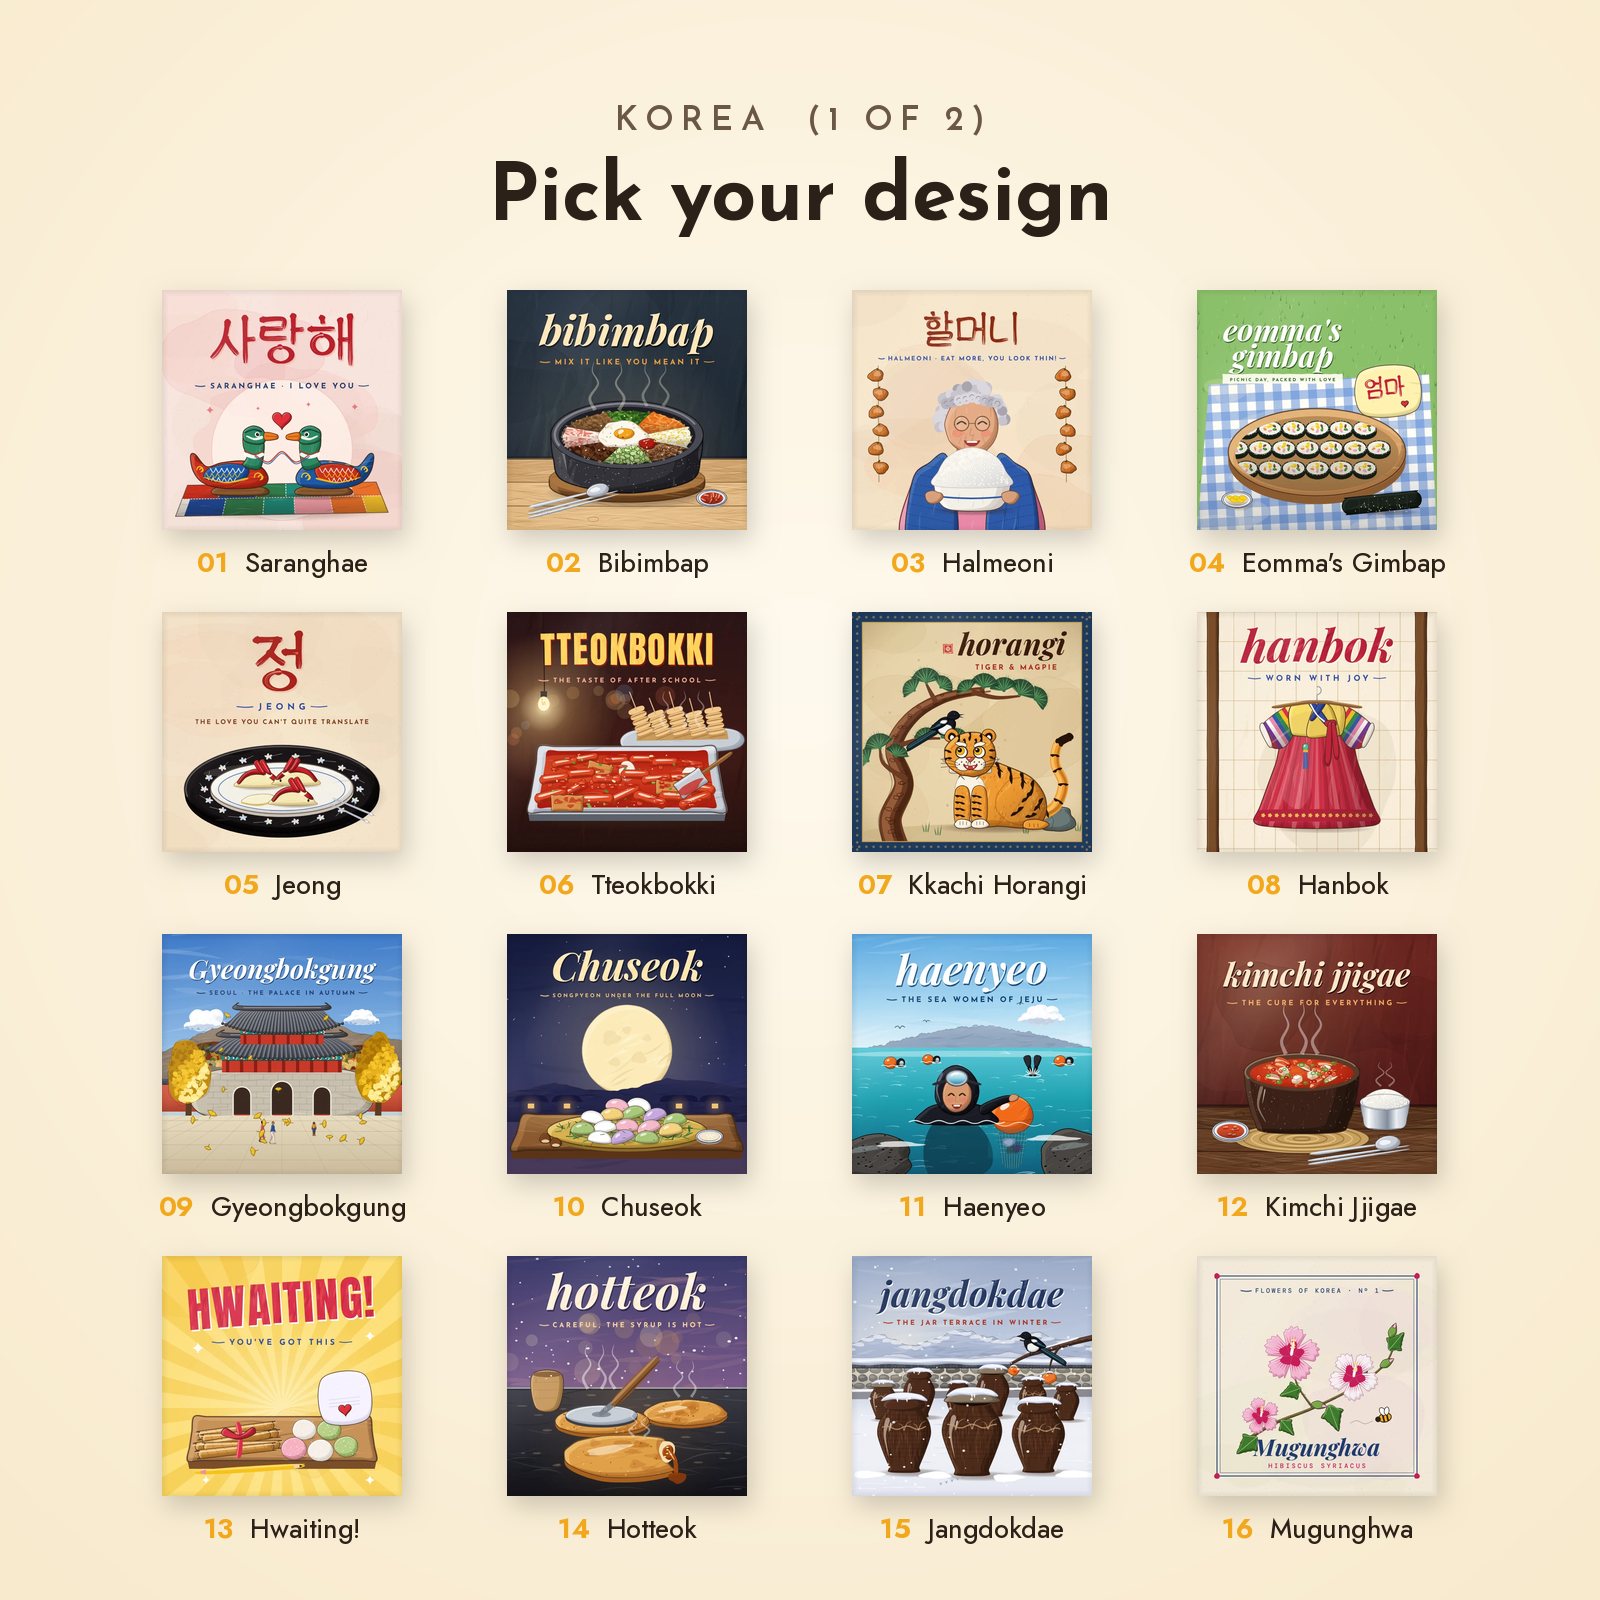 KOREA (1 OF 2)
Pick your design
사랑해
SARANGHAE · I LOVE YOU
01 Saranghae
bibimbap
MIX IT LIKE YOU MEAN IT
02 Bibimbap
할머니
HALMEONI · EAT MORE, YOU LOOK THIN!
03 Halmeoni
eomma's
gimbap
PICNIC DAY, PACKED WITH LOVE
엄마
04 Eomma's Gimbap
정
JEONG
THE LOVE YOU CAN'T QUITE TRANSLATE
05 Jeong
TTEOKBOKKI
THE TASTE OF AFTER SCHOOL
06 Tteokbokki
horangi
TIGER & MAGPIE
07 Kkachi Horangi
hanbok
WORN WITH JOY
08 Hanbok
Gyeongbokgung
SEOUL · THE PALACE IN AUTUMN
09 Gyeongbokgung
Chuseok
SONGPYEON UNDER THE FULL MOON
10 Chuseok
haenyeo
THE SEA WOMEN OF JEJU
11 Haenyeo
kimchi jjigae
THE CURE FOR EVERYTHING
12 Kimchi Jjigae
HWAITING!
YOU'VE GOT THIS
13 Hwaiting!
hotteok
CAREFUL, THE SYRUP IS HOT
14 Hotteok
jangdokdae
THE JAR TERRACE IN WINTER
15 Jangdokdae
FLOWERS OF KOREA · Nº 1
Mugunghwa
HIBISCUS SYRIACUS
16 Mugunghwa